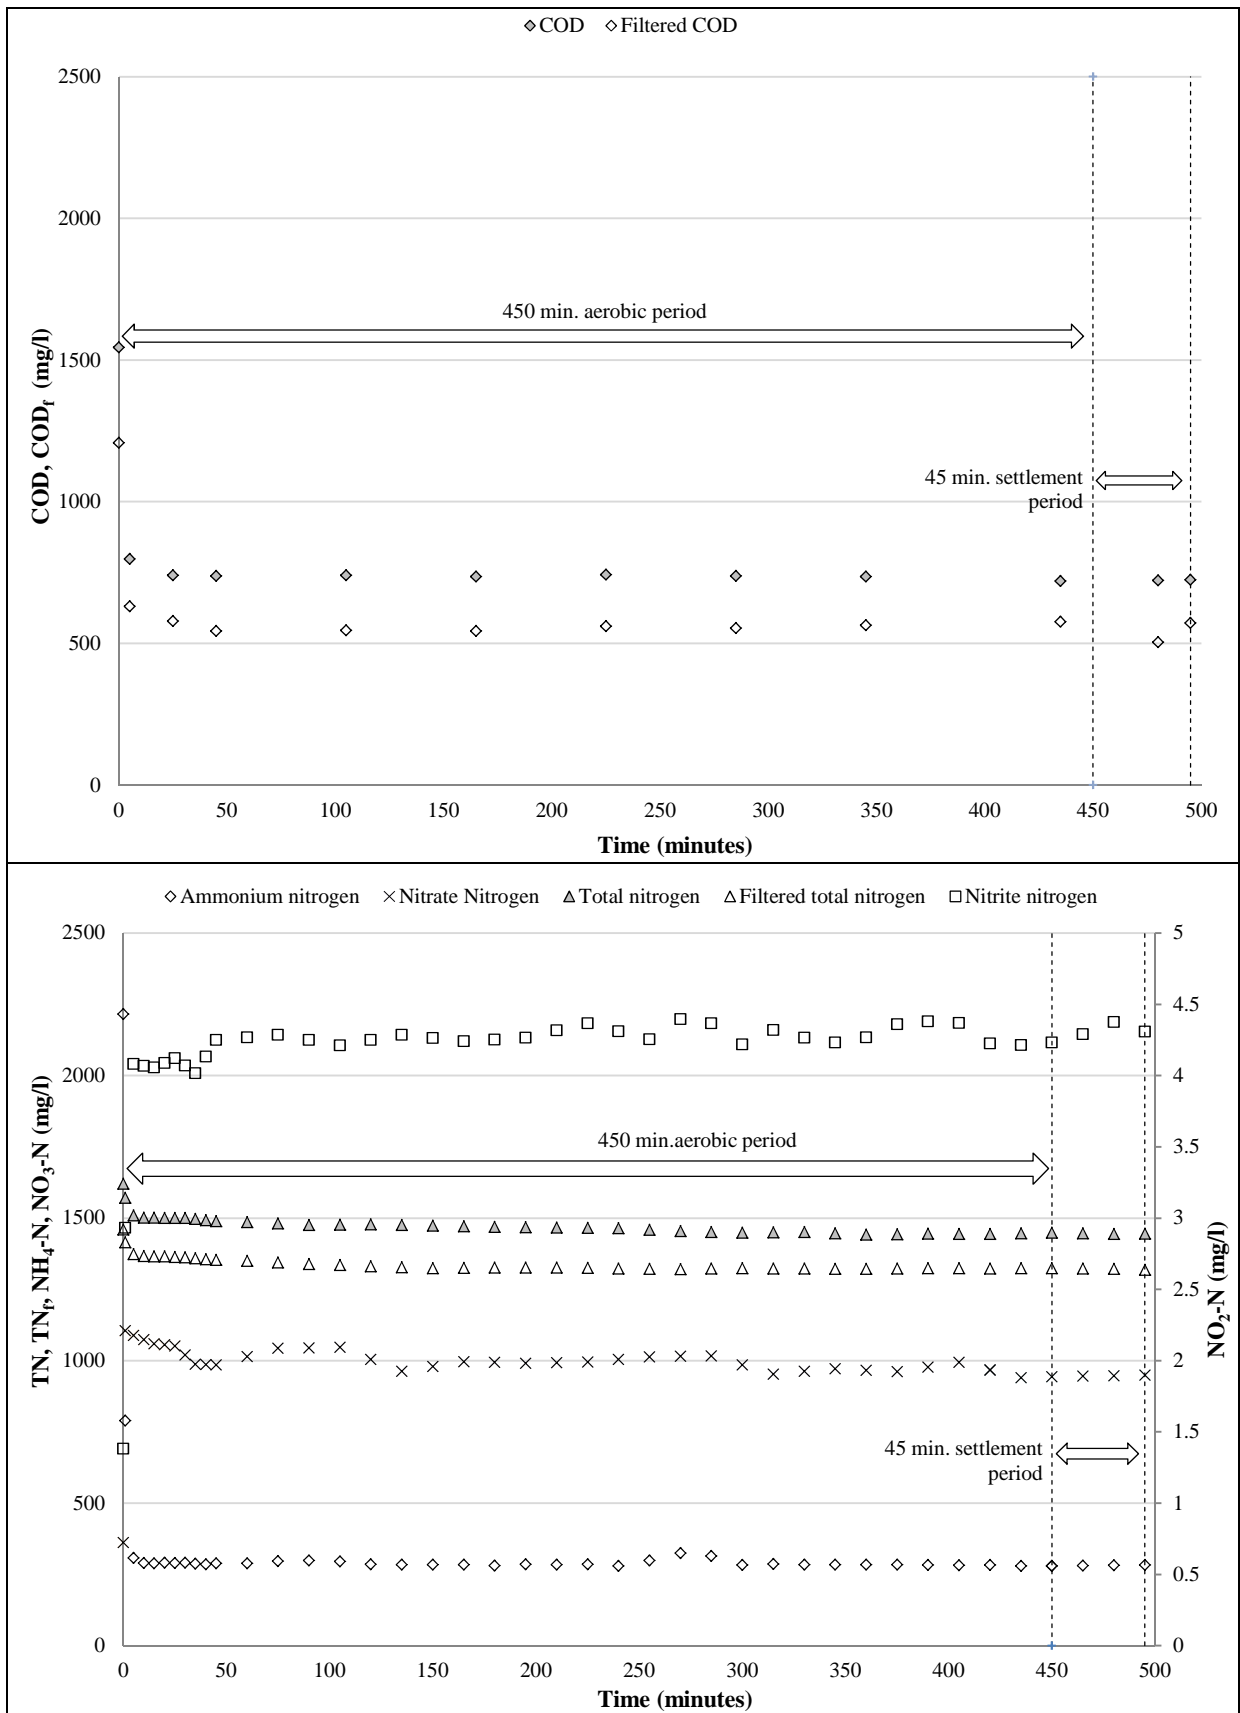 COD Filtered COD
2500
2000
450 min. aerobic period
1500
COD, CODf (mg/l)
45 min. settlement
period
1000
500
0
0 50 100 150 200 250 300 350 400 450 500
Time (minutes)
Ammonium nitrogen Nitrate Nitrogen Total nitrogen Filtered total nitrogen Nitrite nitrogen
2500 5
4.5
2000 4
450 min.aerobic period
3.5
TN, TNf, NH4-N, NO3-N (mg/l)
1500 3
NO2-N (mg/l)
2.5
1000 2
1.5
45 min. settlement
period
500 1
0.5
0 0
0 50 100 150 200 250 300 350 400 450 500
Time (minutes)